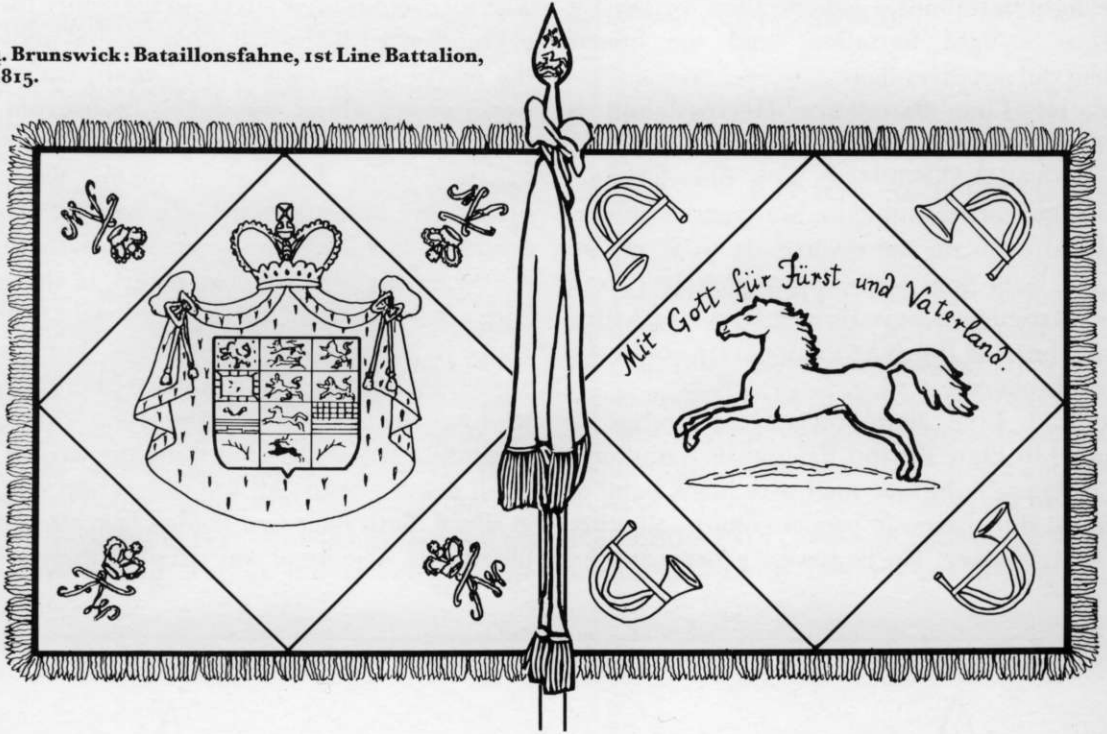 . Brunswick: Bataillonsfahne, 1st Line Battalion,
815.
Mit Gott für Fürst und Vaterland.